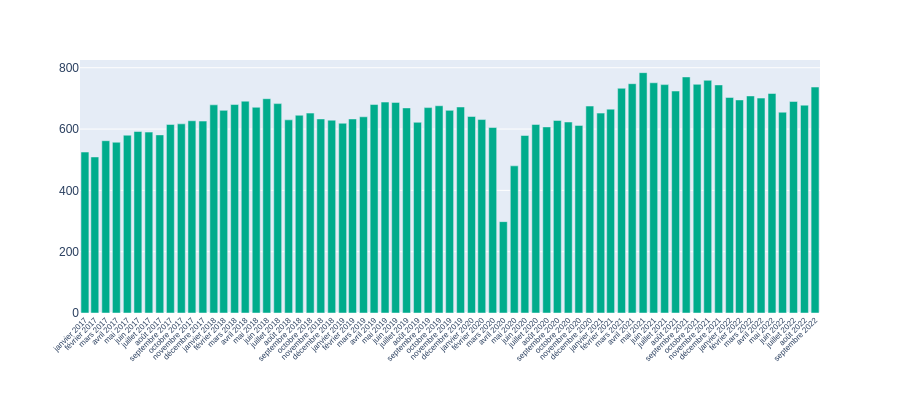 800
600
400
200
0
janvier 2017
février 2017
mars 2017
avril 2017
mai 2017
juin 2017
juillet 2017
août 2017
septembre 2017
octobre 2017
novembre 2017
décembre 2017
janvier 2018
février 2018
mars 2018
avril 2018
mai 2018
juin 2018
juillet 2018
août 2018
septembre 2018
octobre 2018
novembre 2018
décembre 2018
janvier 2019
février 2019
mars 2019
avril 2019
mai 2019
juin 2019
juillet 2019
août 2019
septembre 2019
octobre 2019
novembre 2019
décembre 2019
janvier 2020
février 2020
mars 2020
avril 2020
mai 2020
juin 2020
juillet 2020
août 2020
septembre 2020
octobre 2020
novembre 2020
décembre 2020
janvier 2021
février 2021
mars 2021
avril 2021
mai 2021
juin 2021
juillet 2021
août 2021
septembre 2021
octobre 2021
novembre 2021
décembre 2021
janvier 2022
février 2022
mars 2022
avril 2022
mai 2022
juin 2022
juillet 2022
août 2022
septembre 2022